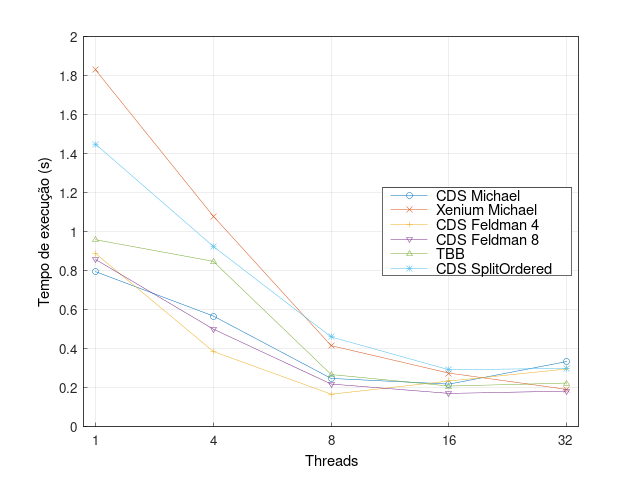 2
1.8
1.6
1.4
1.2
1
0.8
0.6
0.4
0.2
0
Tempo de execução (s)
CDS Michael
Xenium Michael
CDS Feldman 4
CDS Feldman 8
TBB
CDS SplitOrdered
1 4 8 16 32
Threads